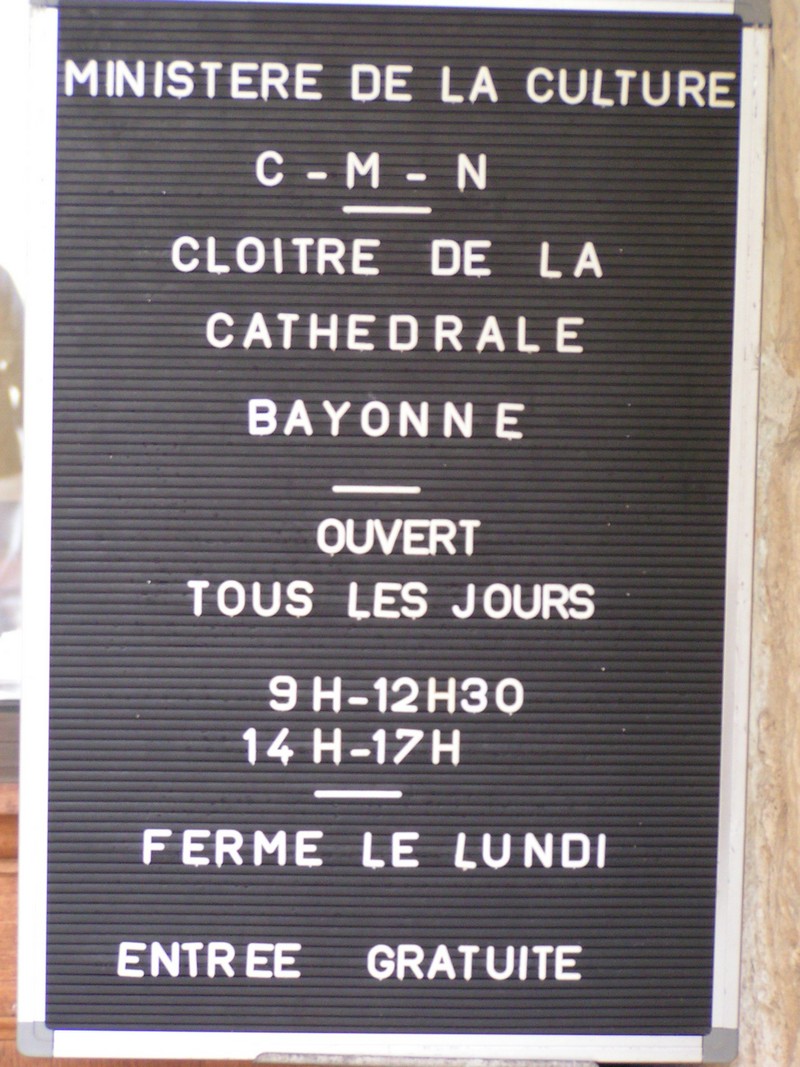 MINISTERE DE LA CULTURE
C - M - N
CLOITRE DE LA
CATHEDRALE
BAYONNE
OUVERT
TOUS LES JOURS
9H-12H30
14H-17H
FERME LE LUNDI
ENTREE GRATUITE